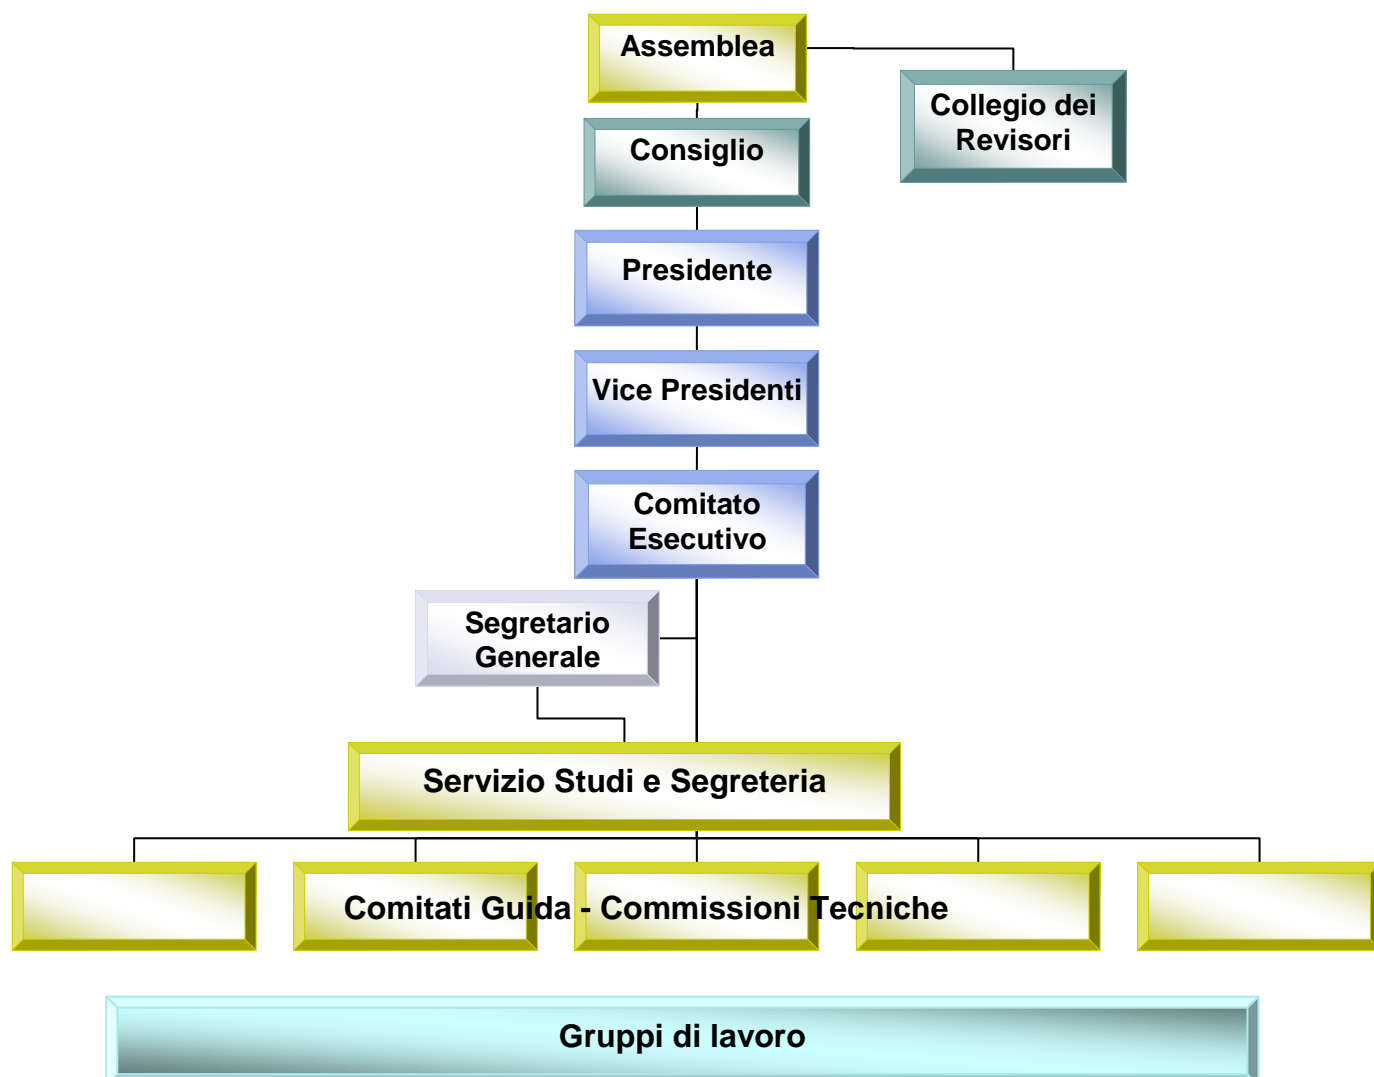 Assemblea
Collegio dei
Revisori
Consiglio
Presidente
Vice Presidenti
Comitato
Esecutivo
Segretario
Generale
Servizio Studi e Segreteria
Comitati Guida - Commissioni Tecniche
Gruppi di lavoro